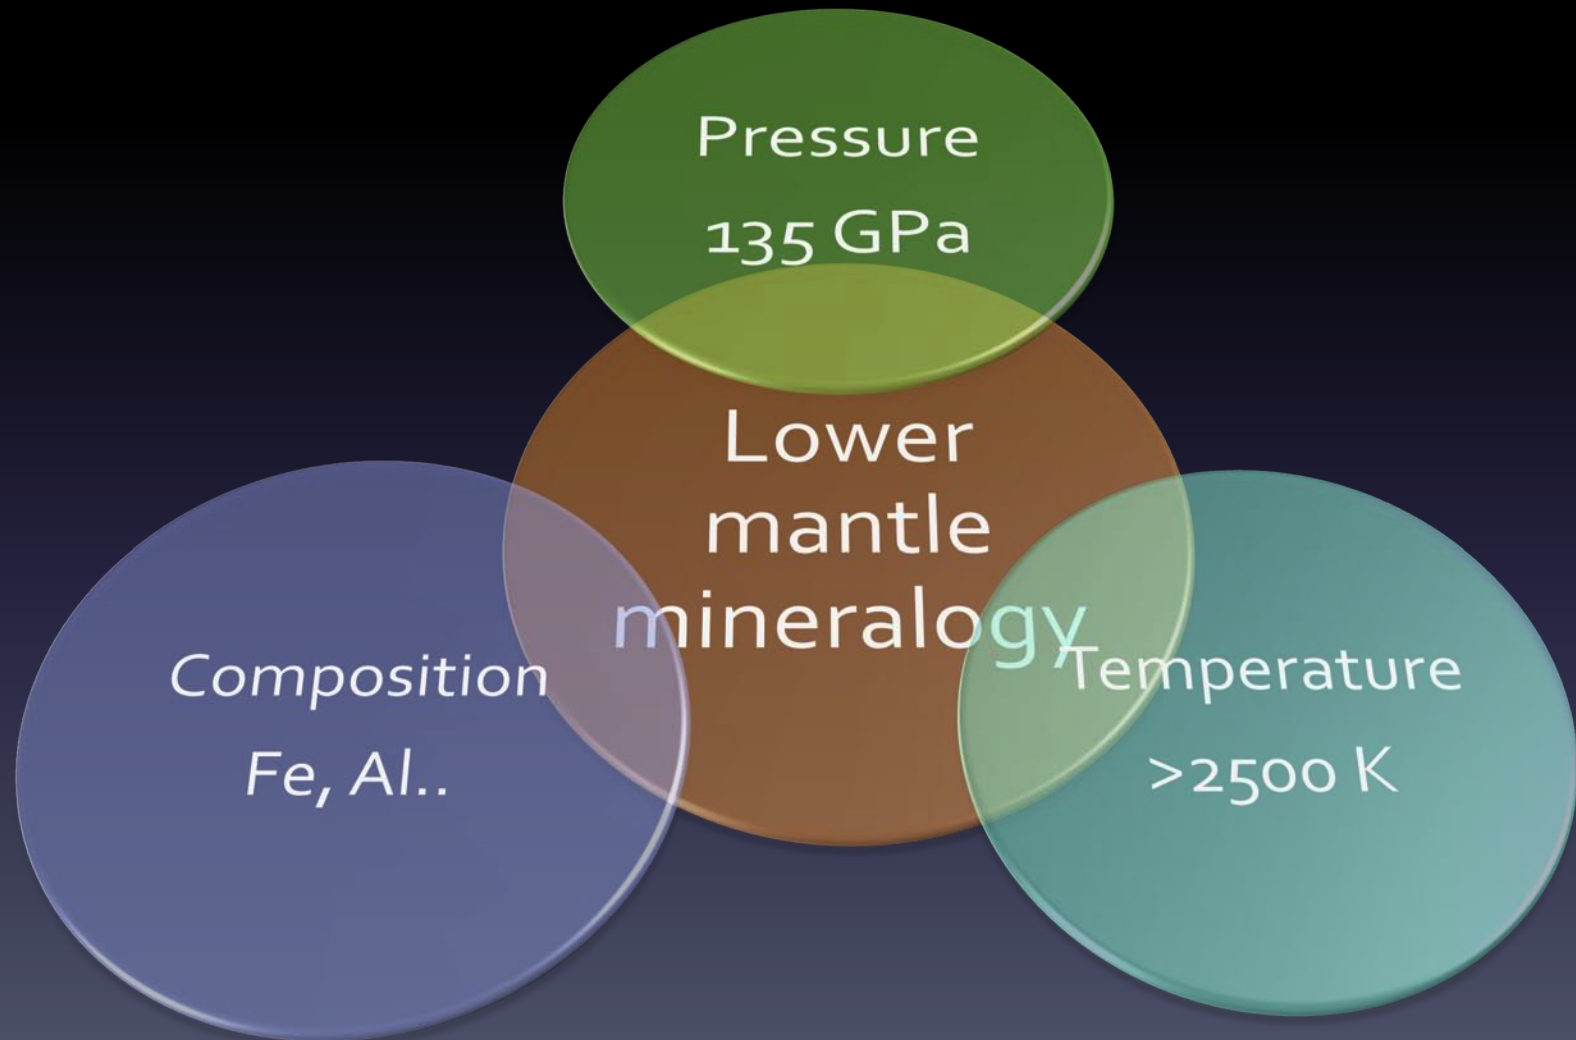 Pressure
135 GPa
Lower
mantle
mineralogy
Composition
Fe, Al..
Temperature
>2500 K